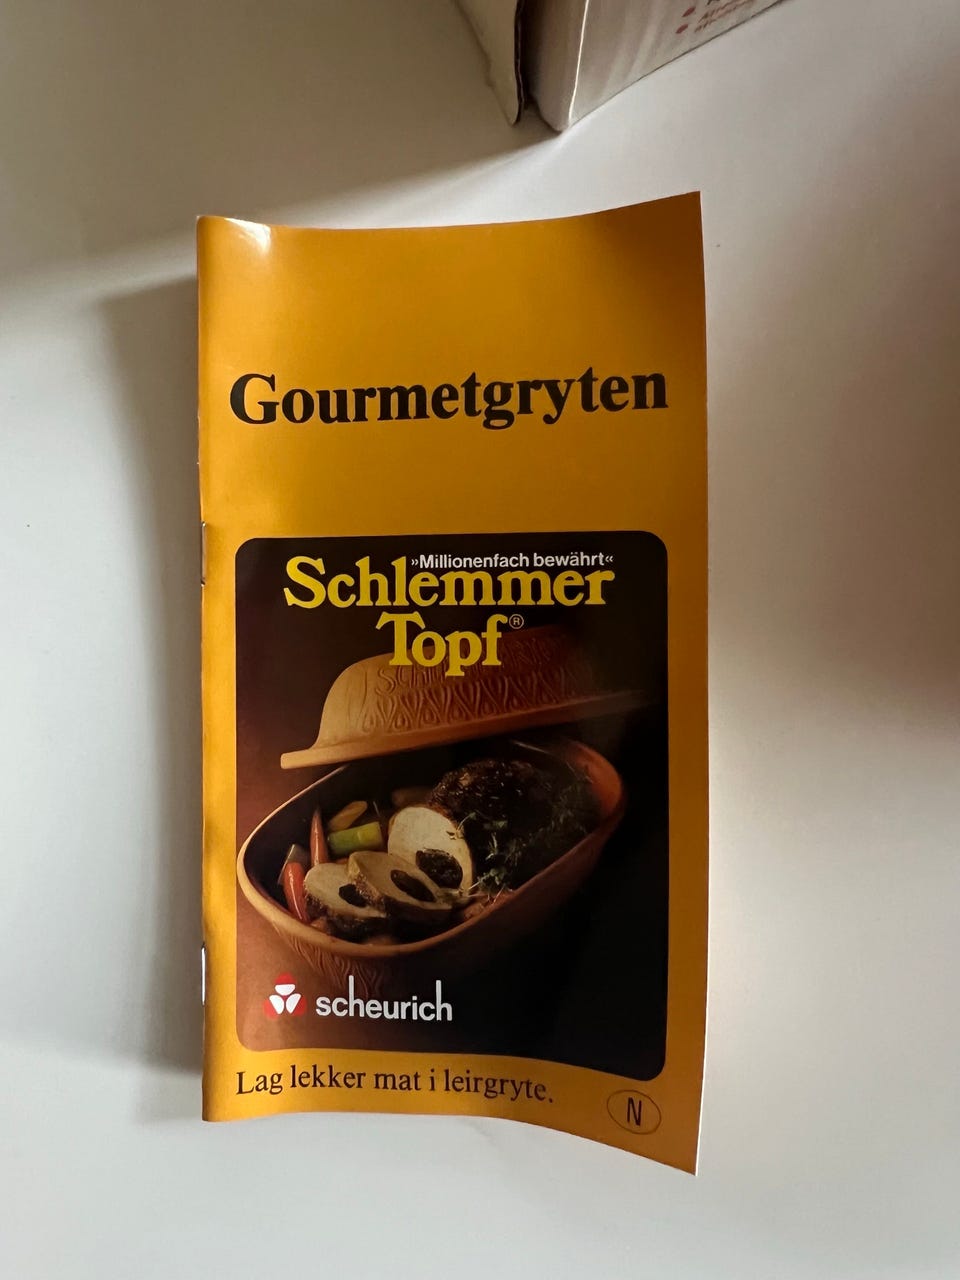 Gourmetgryten
»Millionenfach bewährt«
Schlemmer
Topf®
scheurich
Lag lekker mat i leirgryte.
N